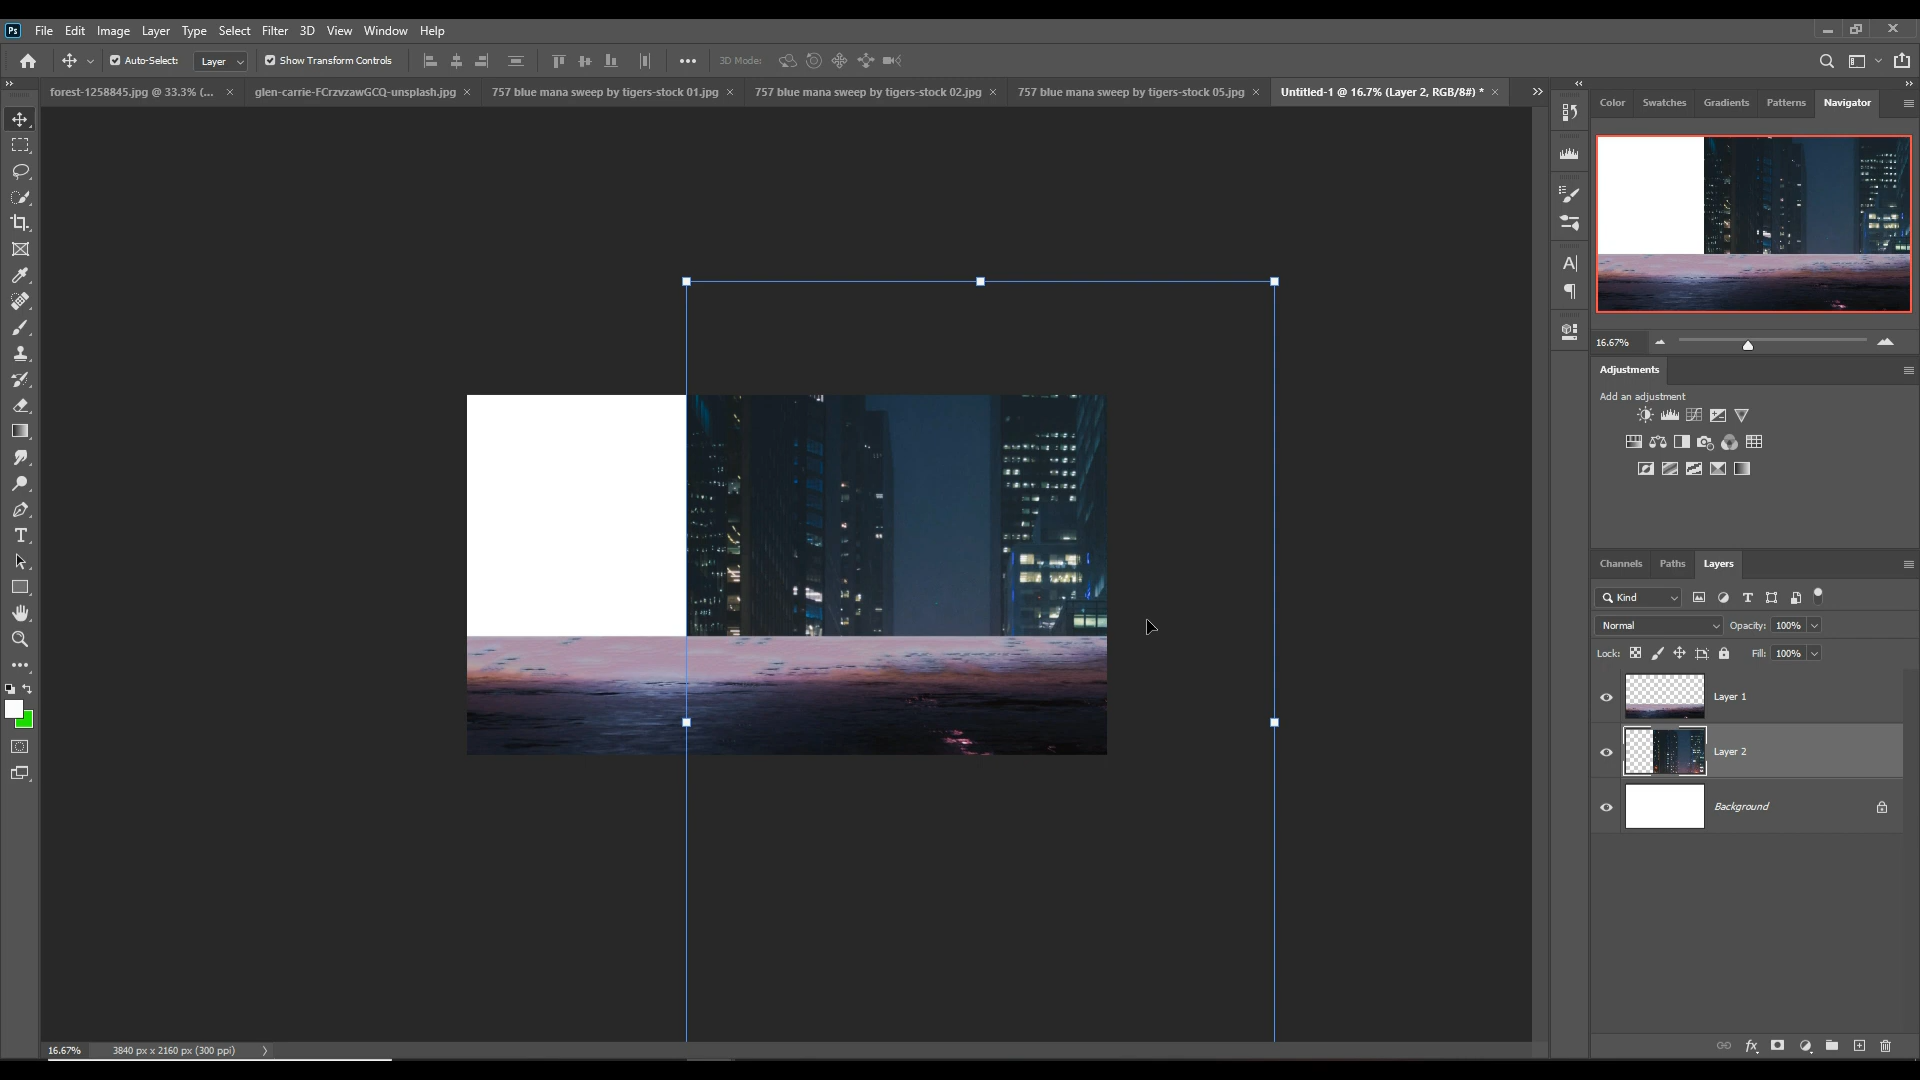 Ps File Edit Image Layer Type Select Filter 3D View Window Help
Auto-Select: Layer Show Transform Controls 3D Mode:
forest-1258845.jpg @ 33.3% (... × glen-carrie-FCrzvzawGCQ-unsplash.jpg × 757 blue mana sweep by tigers-stock 01.jpg × 757 blue mana sweep by tigers-stock 02.jpg × 757 blue mana sweep by tigers-stock 05.jpg × Untitled-1 @ 16.7% (Layer 2, RGB/8#) * ×
Color Swatches Gradients Patterns Navigator
16.67%
Adjustments
Add an adjustment
Channels Paths Layers
Kind
Normal Opacity: 100%
Lock: Fill: 100%
Layer 1
Layer 2
Background
16.67% 3840 px x 2160 px (300 ppi)